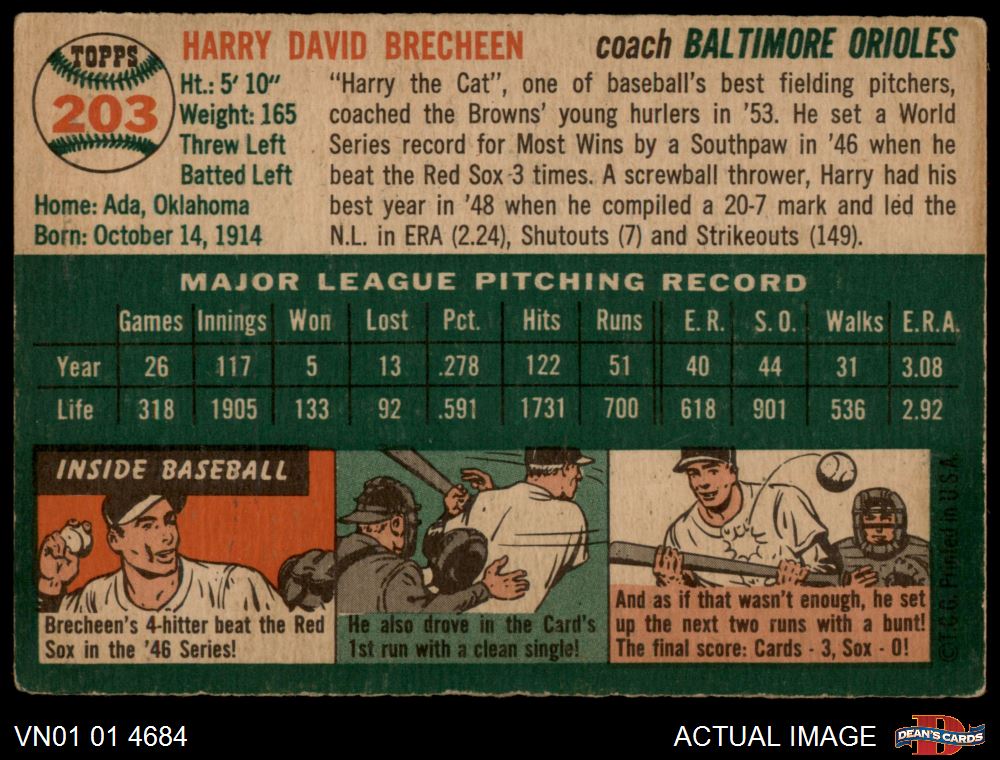 TOPPS
203
HARRY DAVID BRECHEEN
coach BALTIMORE ORIOLES
Ht.: 5' 10"
Weight: 165
Threw Left
Batted Left
Home: Ada, Oklahoma
Born: October 14, 1914
"Harry the Cat", one of baseball's best fielding pitchers,
coached the Browns' young hurlers in '53. He set a World
Series record for Most Wins by a Southpaw in '46 when he
beat the Red Sox 3 times. A screwball thrower, Harry had his
best year in '48 when he compiled a 20-7 mark and led the
N.L. in ERA (2.24), Shutouts (7) and Strikeouts (149).
MAJOR LEAGUE PITCHING RECORD
Games Innings Won Lost Pct. Hits Runs E. R. S. O. Walks E.R.A.
Year 26 117 5 13 .278 122 51 40 44 31 3.08
Life 318 1905 133 92 .591 1731 700 618 901 536 2.92
INSIDE BASEBALL
Brecheen's 4-hitter beat the Red
Sox in the '46 Series!
He also drove in the Card's
1st run with a clean single!
And as if that wasn't enough, he set
up the next two runs with a bunt!
The final score: Cards - 3, Sox - 0!
© T.C.G. Printed in U.S.A.
VN01 01 4684
ACTUAL IMAGE
D
DEAN'S CARDS